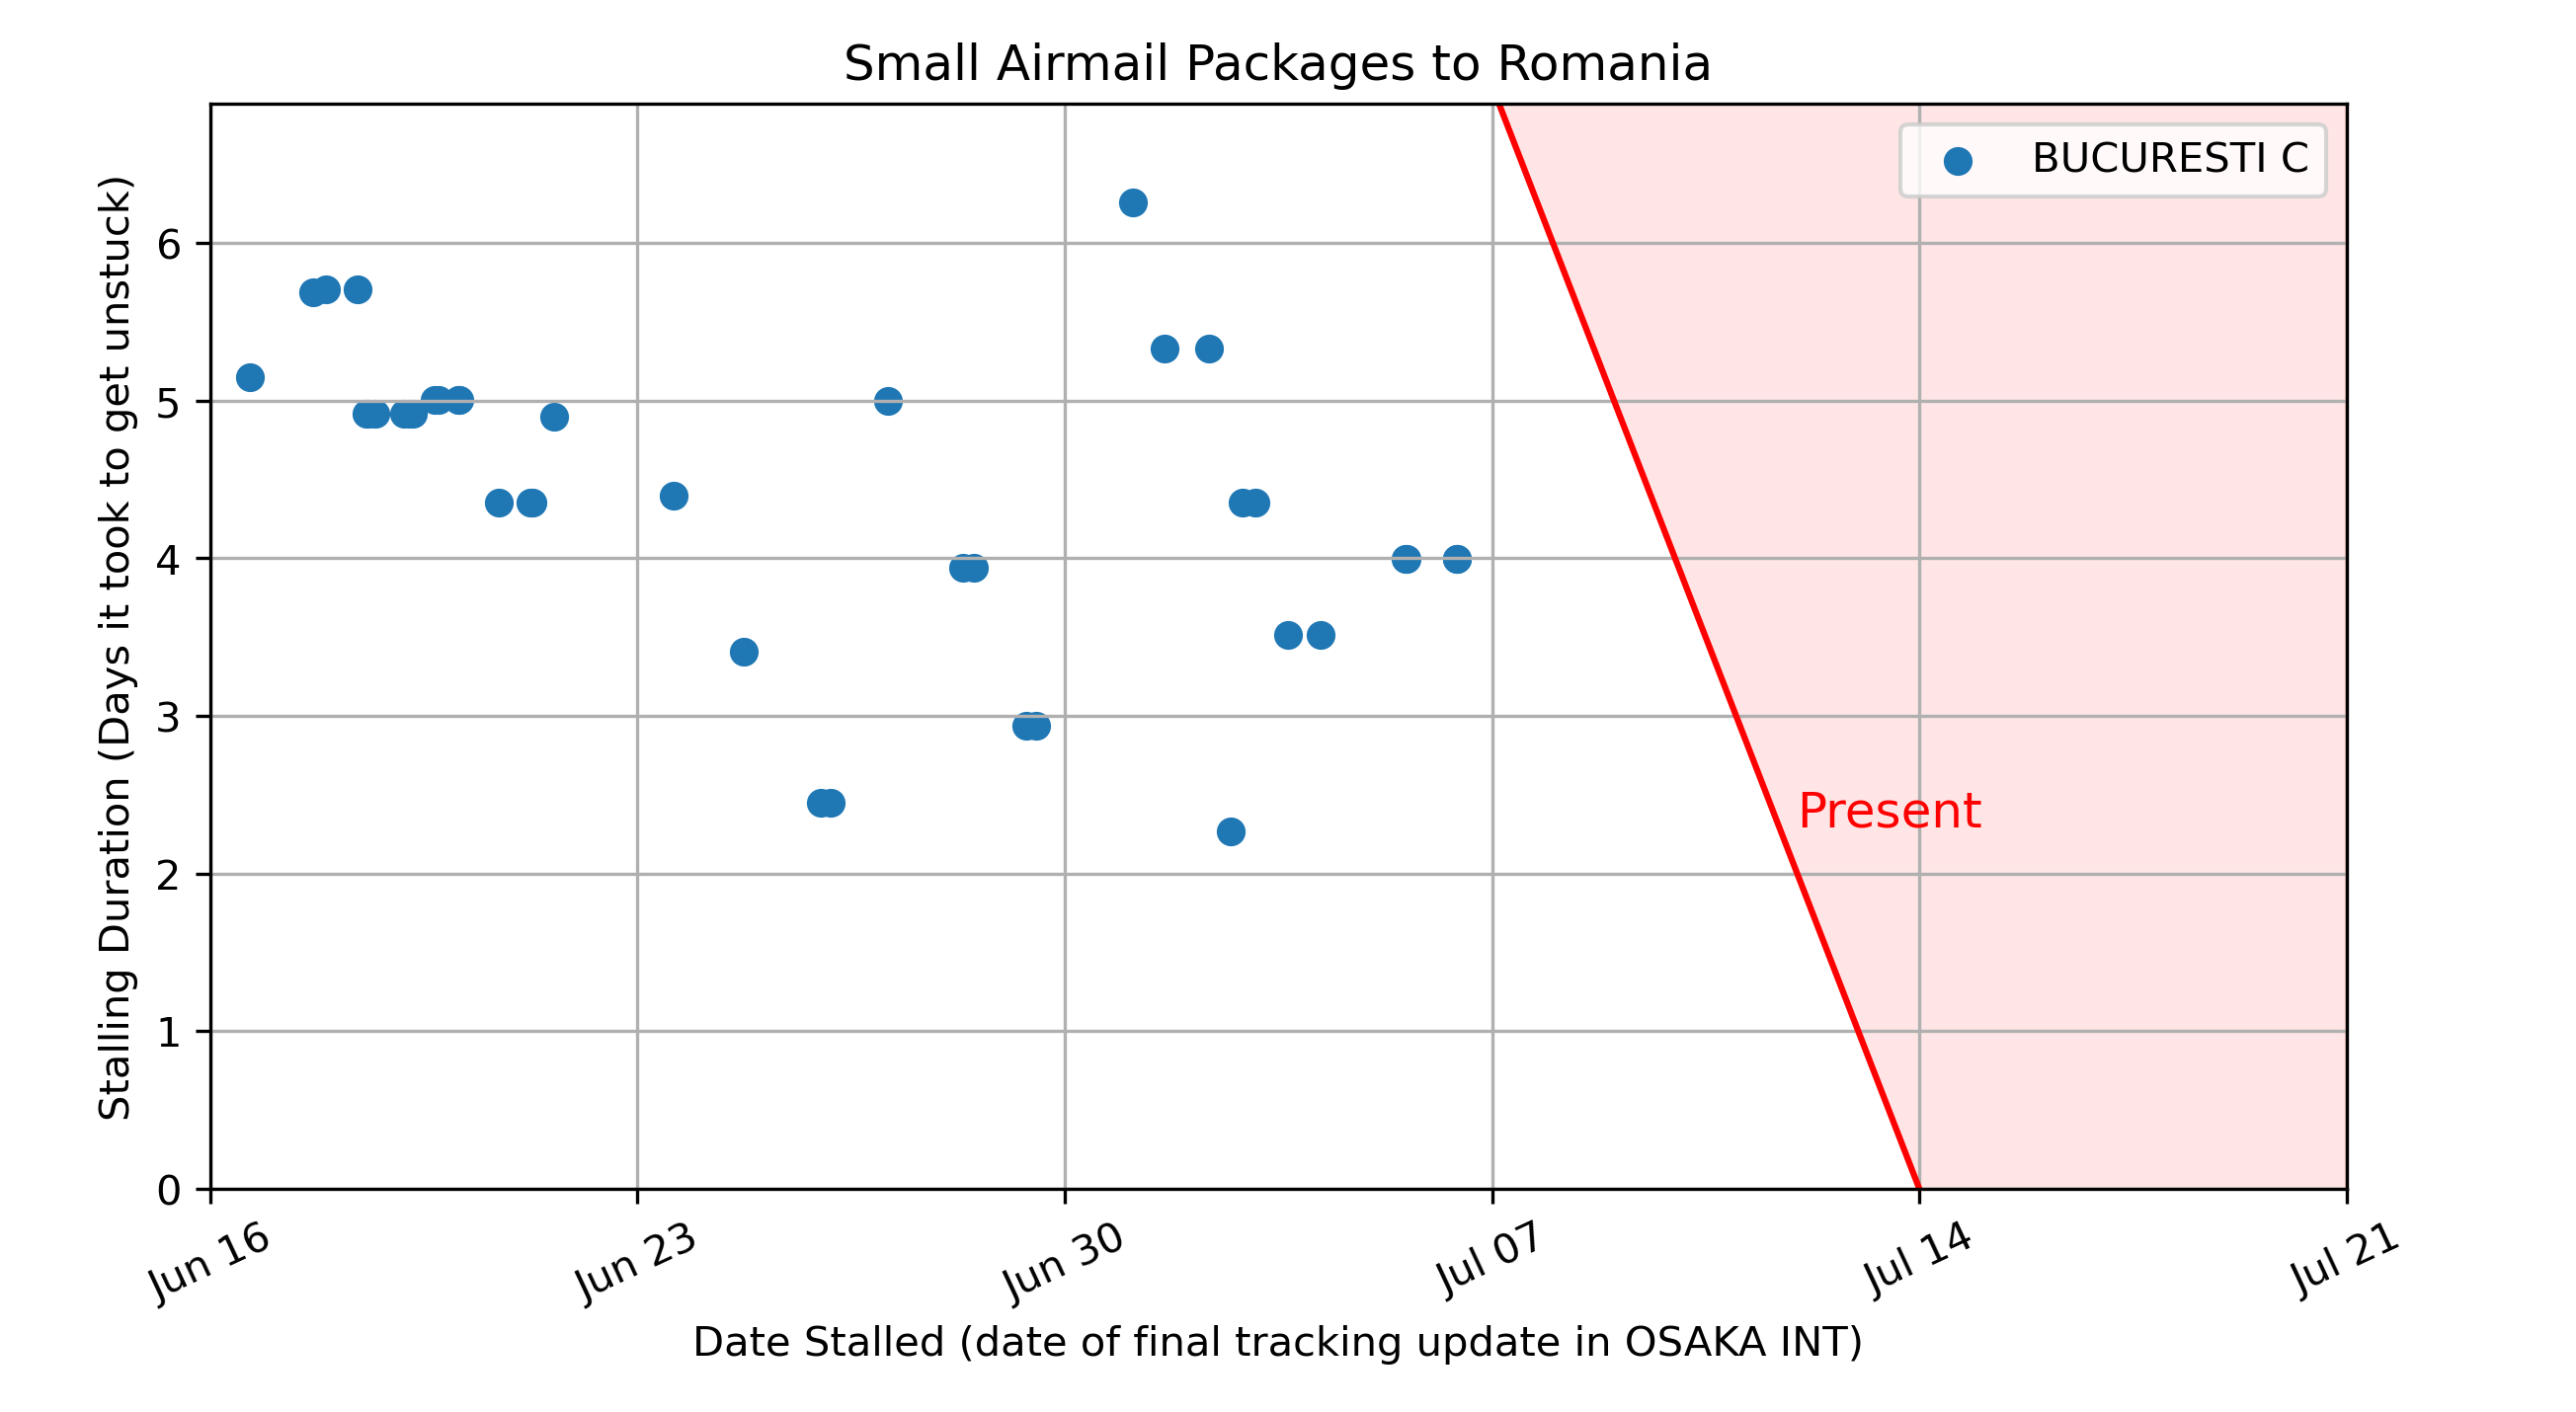 Small Airmail Packages to Romania
BUCURESTI C
Stalling Duration (Days it took to get unstuck)
6
5
4
3
2
1
0
Present
Jun 16
Jun 23
Jun 30
Jul 07
Jul 14
Jul 21
Date Stalled (date of final tracking update in OSAKA INT)